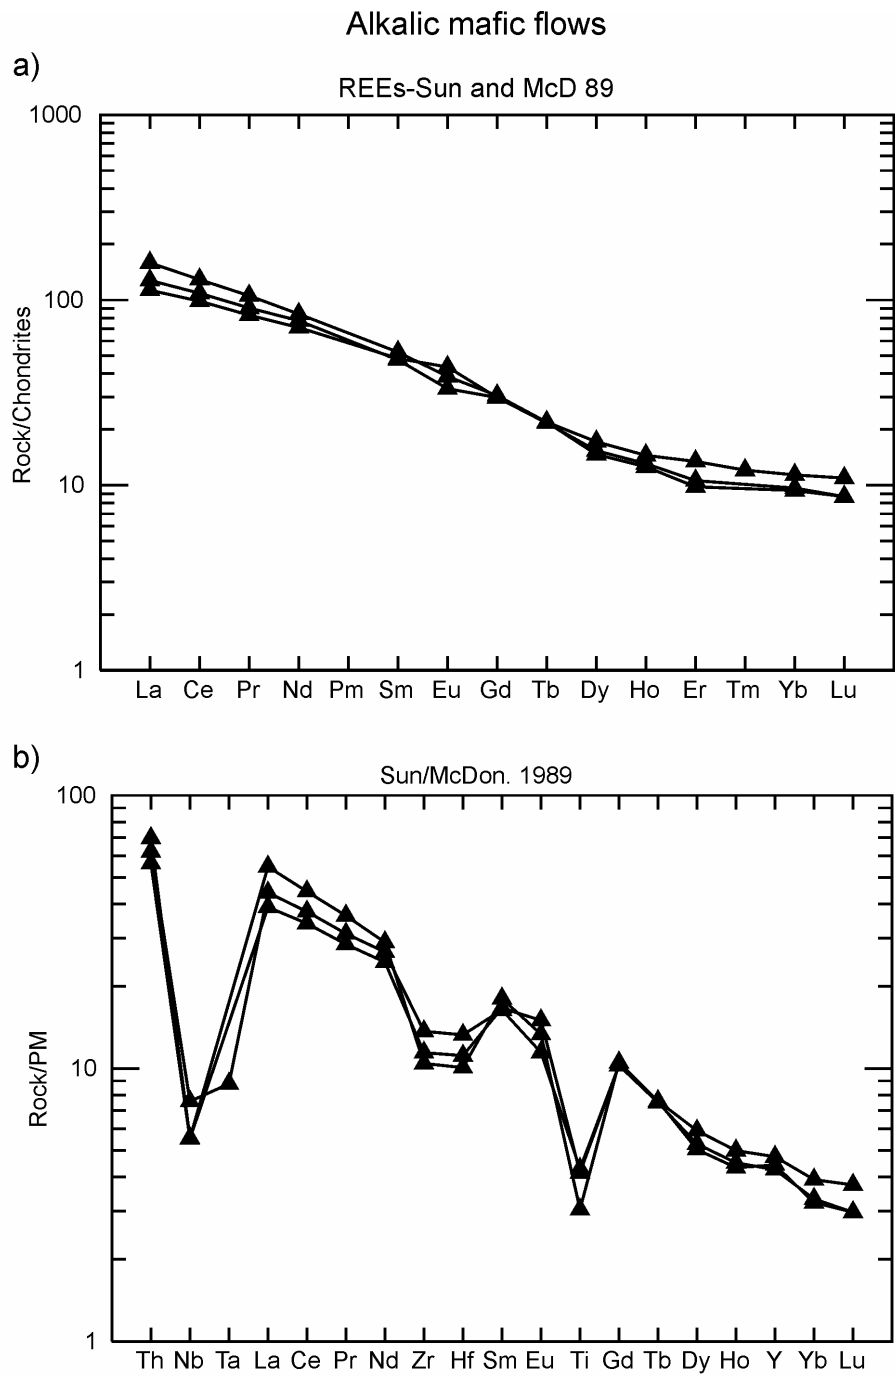 Alkalic mafic flows
a)
REEs-Sun and McD 89
1000
100
10
1
Rock/Chondrites
La Ce Pr Nd Pm Sm Eu Gd Tb Dy Ho Er Tm Yb Lu
b)
Sun/McDon. 1989
100
10
1
Rock/PM
Th Nb Ta La Ce Pr Nd Zr Hf Sm Eu Ti Gd Tb Dy Ho Y Yb Lu